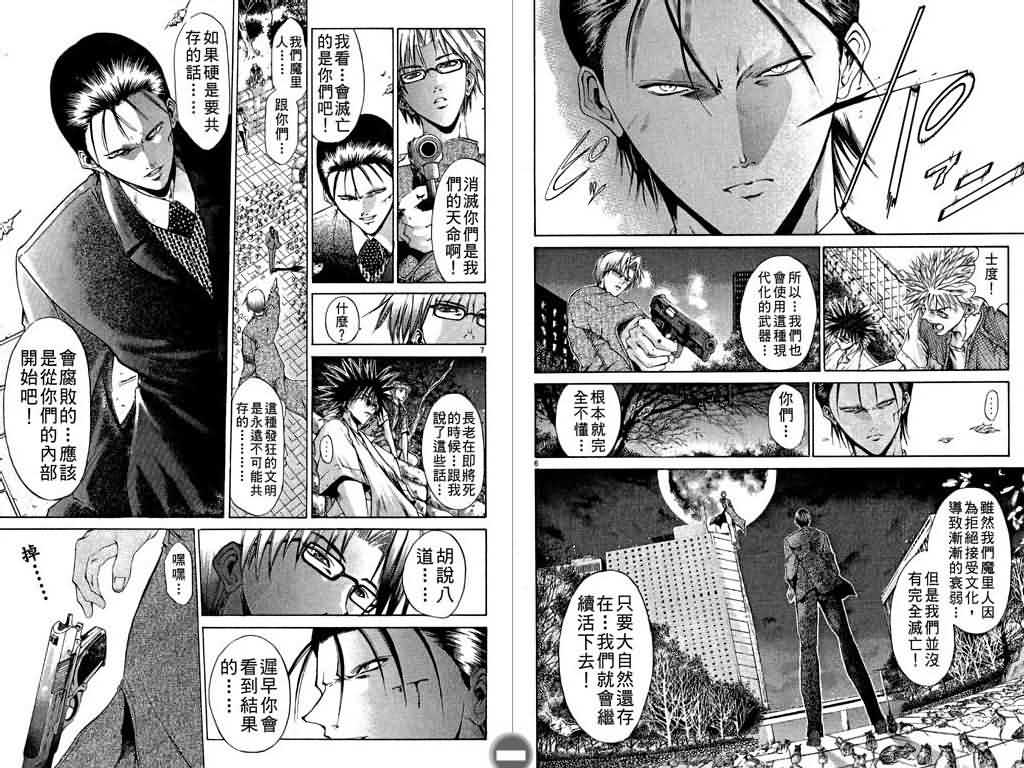 士度！
所以…我們也
會使用這種現
代化的武器…
…
你們…
根本就完
全不懂…
6
雖然我們魔里人因
為拒絕接受文化，
導致漸漸的衰弱…
但是我們並沒
有完全滅亡！
只要大自然還存
在…我們就會繼
續活下去！
消滅你們是我
們的天命啊！
我看…會滅亡
的是你們吧！
什麼？
7
長老在即將死
的時候…跟我
說了這些話…
…
我們魔里
人……
跟你們…
這種發狂的文明
是永遠不可能共
存的………
如果硬是要共
存的話……
會腐敗的…應該
是從你們的內部
開始吧！
胡說八
道…
遲早你會
看到結果
的……
嘿嘿…
掉……